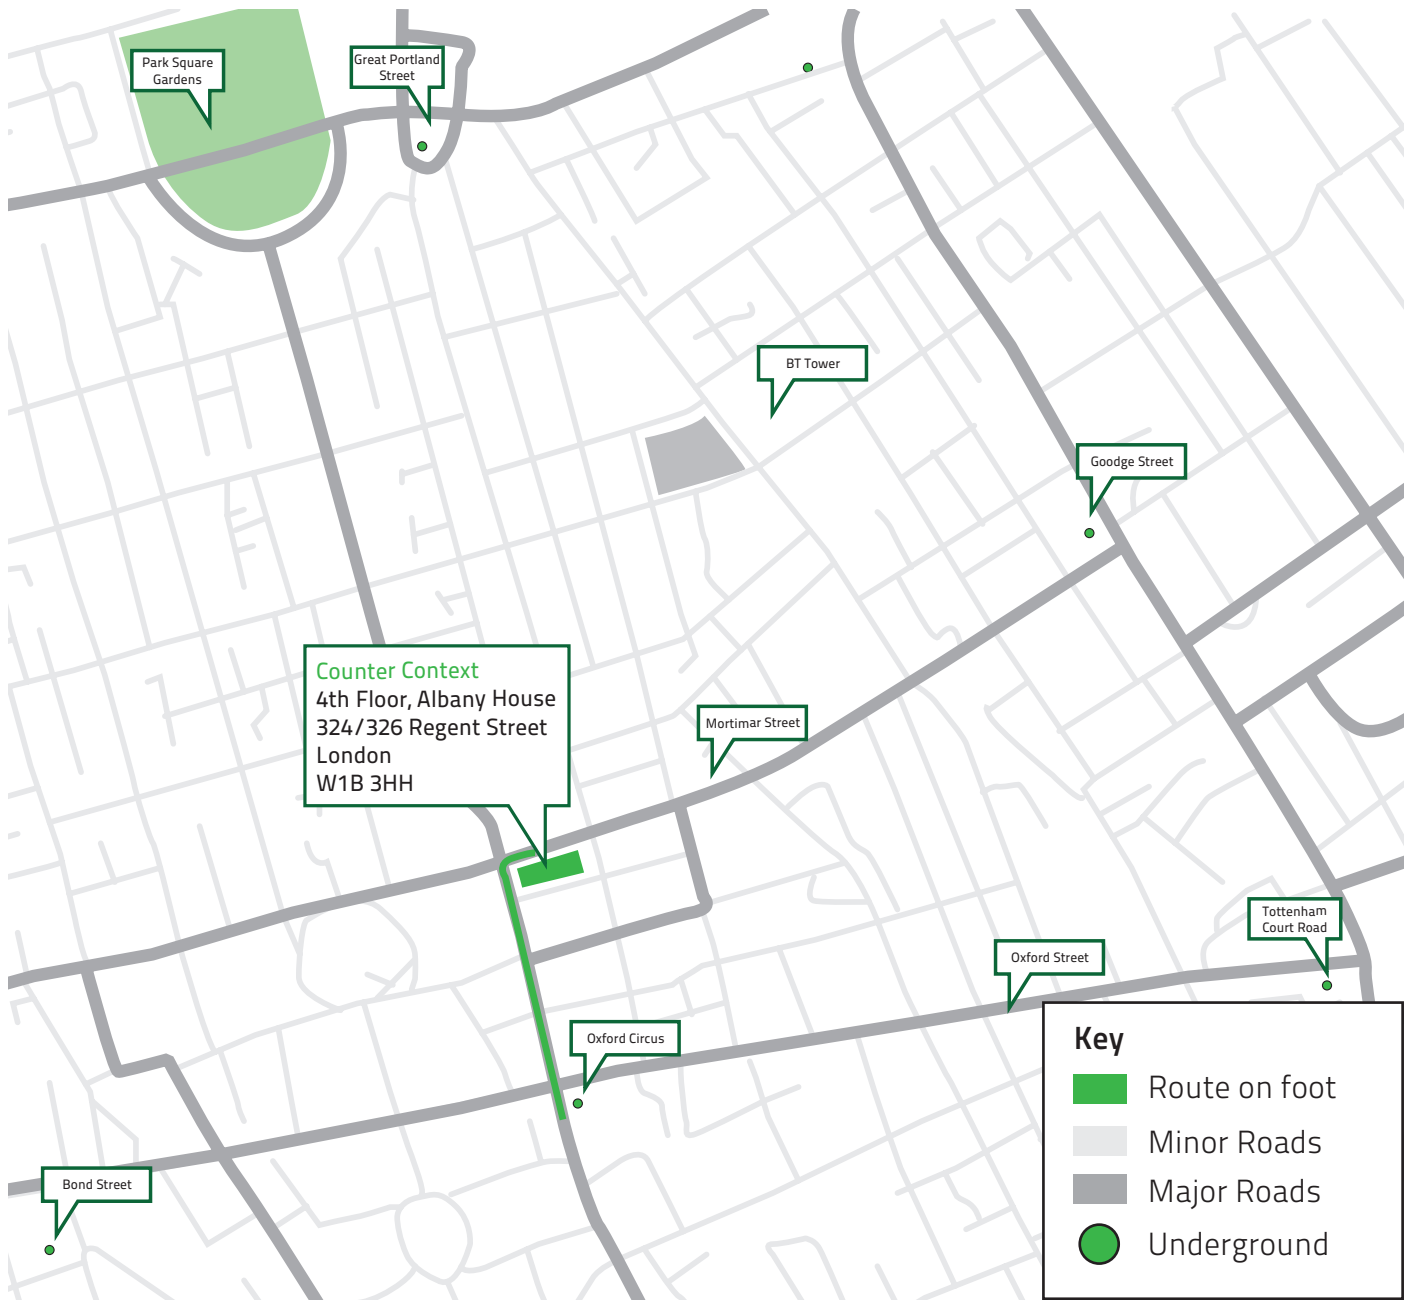 Park Square
Gardens
Great Portland
Street
BT Tower
Goodge Street
Counter Context
4th Floor, Albany House
324/326 Regent Street
London
W1B 3HH
Mortimar Street
Tottenham
Court Road
Oxford Street
Oxford Circus
Bond Street
Key
Route on foot
Minor Roads
Major Roads
Underground